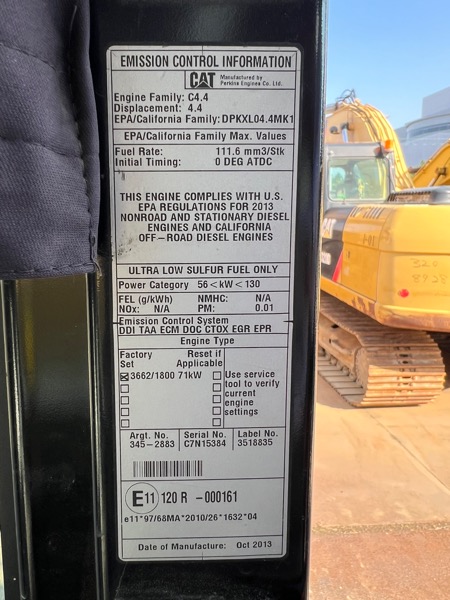 EMISSION CONTROL INFORMATION
CAT Manufactured by
Perkins Engines Co. Ltd.
Engine Family: C4.4
Displacement: 4.4
EPA/California Family: DPKXL04.4MK1
EPA/California Family Max. Values
Fuel Rate: 111.6 mm3/Stk
Initial Timing: 0 DEG ATDC
THIS ENGINE COMPLIES WITH U.S.
EPA REGULATIONS FOR 2013
NONROAD AND STATIONARY DIESEL
ENGINES AND CALIFORNIA
OFF-ROAD DIESEL ENGINES
ULTRA LOW SULFUR FUEL ONLY
Power Category 56<kW<130
FEL (g/kWh) NMHC: N/A
NOx: N/A PM: 0.01
Emission Control System
DDI TAA ECM DOC CTOX EGR EPR
Engine Type
Factory Set Reset if Applicable
3662/1800 71kW
Use service
tool to verify
current
engine
settings
Argt. No. Serial No. Label No.
345-2883 C7N15384 3518835
E11 120 R -000161
e11*97/68MA*2010/26*1632*04
Date of Manufacture: Oct 2013